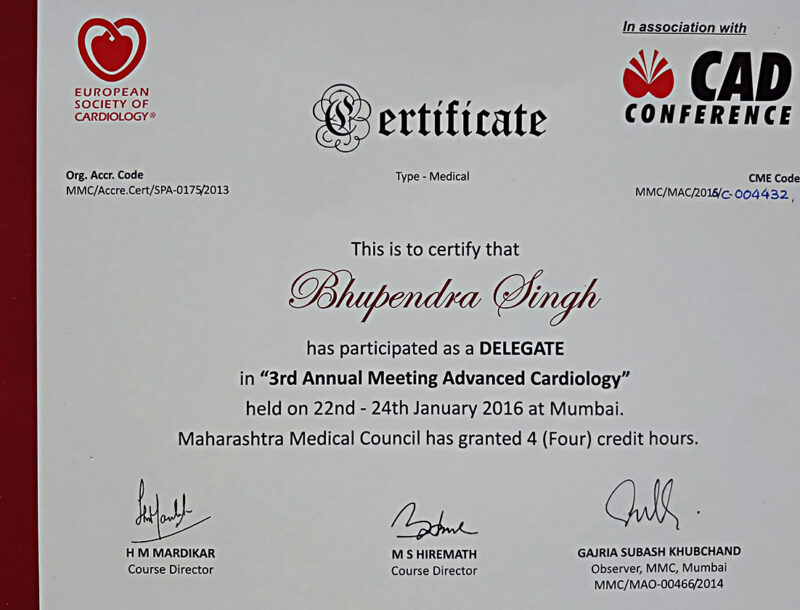 In association with
EUROPEAN
SOCIETY OF
CARDIOLOGY®
CAD
CONFERENCE
Certificate
Org. Accr. Code
MMC/Accre.Cert/SPA-0175/2013
Type - Medical
CME Code
MMC/MAC/2016/C-004432,
This is to certify that
Bhupendra Singh
has participated as a DELEGATE
in “3rd Annual Meeting Advanced Cardiology”
held on 22nd - 24th January 2016 at Mumbai.
Maharashtra Medical Council has granted 4 (Four) credit hours.
H M MARDIKAR
Course Director
M S HIREMATH
Course Director
GAJRIA SUBASH KHUBCHAND
Observer, MMC, Mumbai
MMC/MAO-00466/2014